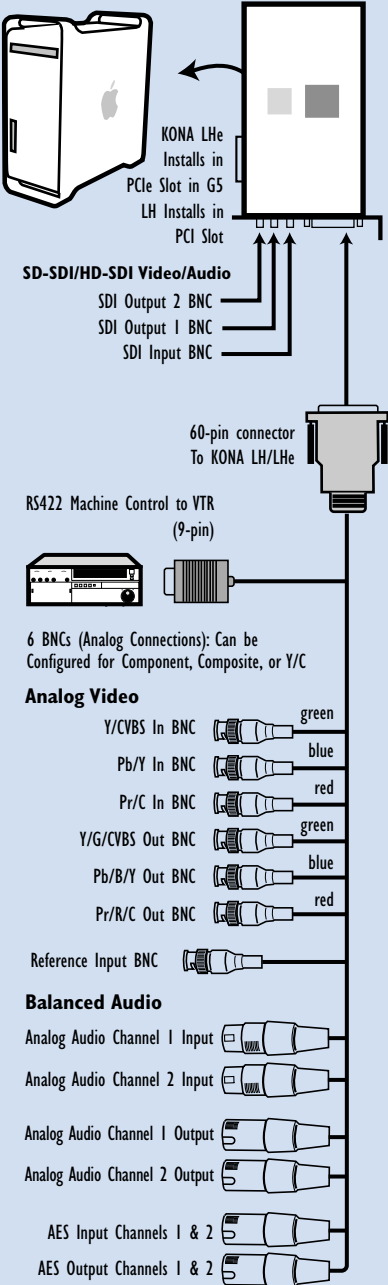 KONA LHe
Installs in
PCIe Slot in G5
LH Installs in
PCI Slot
SD-SDI/HD-SDI Video/Audio
SDI Output 2 BNC
SDI Output 1 BNC
SDI Input BNC
60-pin connector
To KONA LH/LHe
RS422 Machine Control to VTR
(9-pin)
6 BNCs (Analog Connections): Can be
Configured for Component, Composite, or Y/C
Analog Video
Y/CVBS In BNC
green
Pb/Y In BNC
blue
Pr/C In BNC
red
Y/G/CVBS Out BNC
green
Pb/B/Y Out BNC
blue
Pr/R/C Out BNC
red
Reference Input BNC
Balanced Audio
Analog Audio Channel 1 Input
Analog Audio Channel 2 Input
Analog Audio Channel 1 Output
Analog Audio Channel 2 Output
AES Input Channels 1 & 2
AES Output Channels 1 & 2